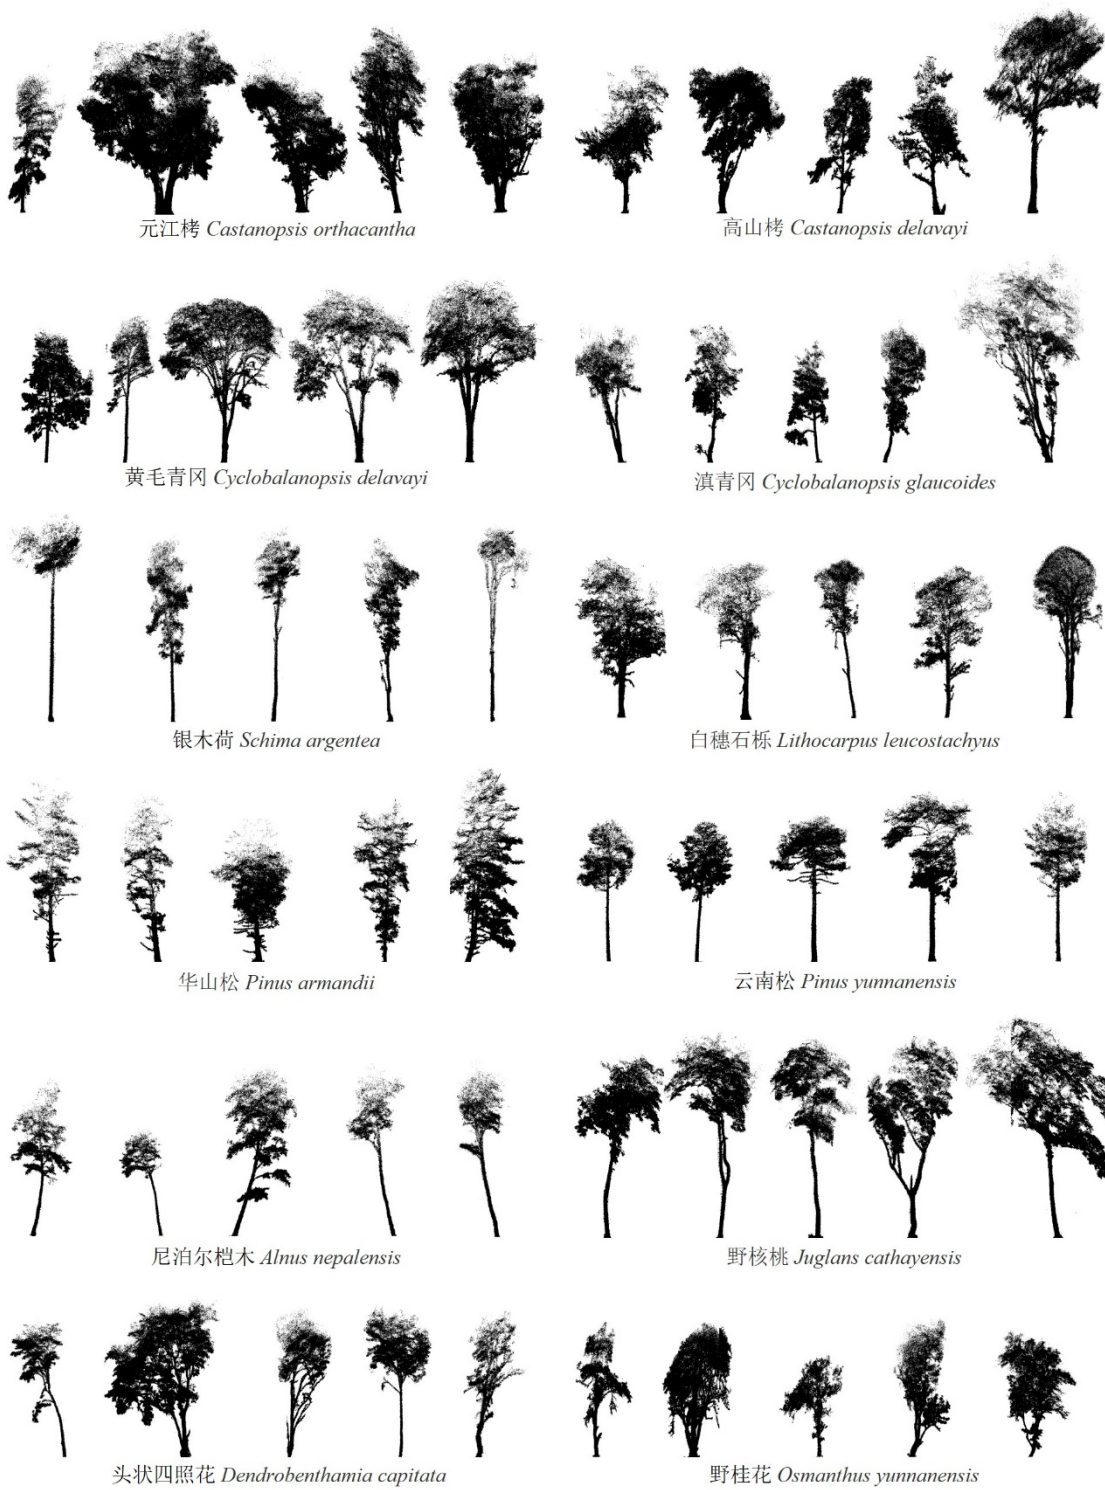 元江栲 Castanopsis orthacantha
高山栲 Castanopsis delavayi
黄毛青冈 Cyclobalanopsis delavayi
滇青冈 Cyclobalanopsis glaucoides
银木荷 Schima argentea
白穗石栎 Lithocarpus leucostachyus
华山松 Pinus armandii
云南松 Pinus yunnanensis
尼泊尔桤木 Alnus nepalensis
野核桃 Juglans cathayensis
头状四照花 Dendrobenthamia capitata
野桂花 Osmanthus yunnanensis